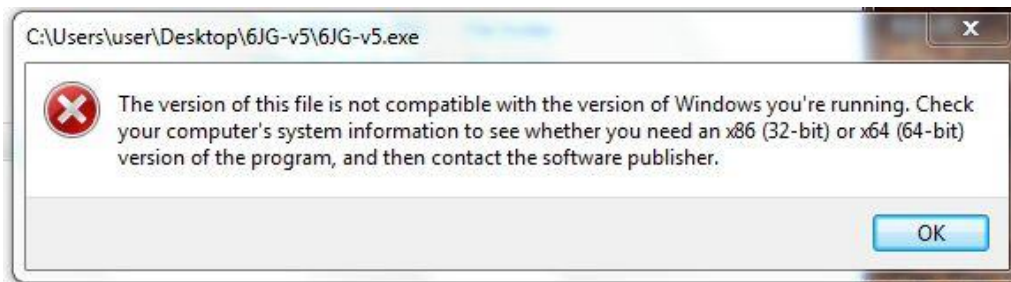 C:\Users\user\Desktop\6JG-v5\6JG-v5.exe
The version of this file is not compatible with the version of Windows you're running. Check
your computer's system information to see whether you need an x86 (32-bit) or x64 (64-bit)
version of the program, and then contact the software publisher.
OK